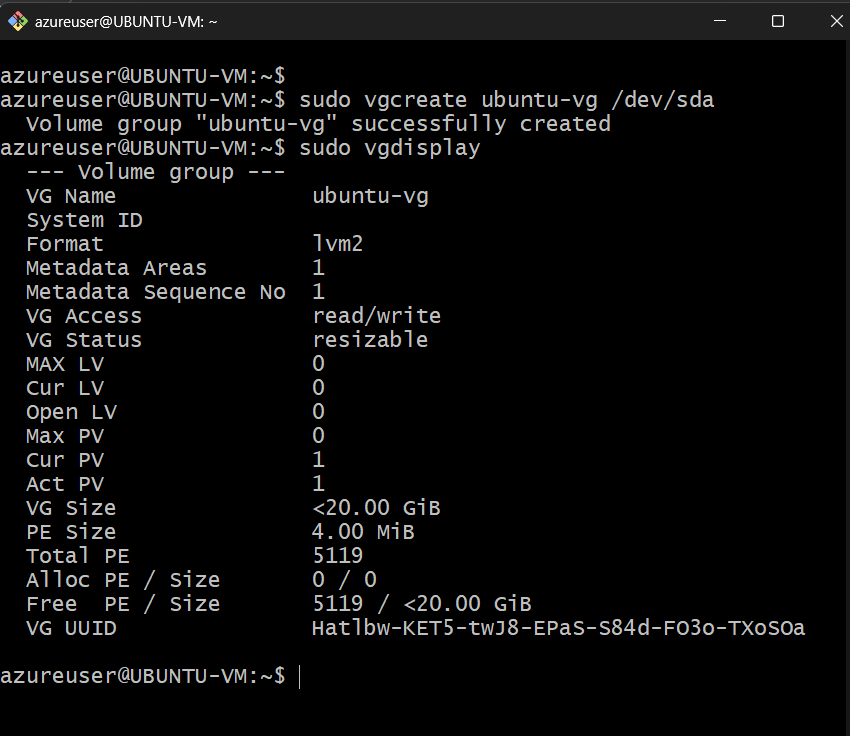 azureuser@UBUNTU-VM: ~
azureuser@UBUNTU-VM:~$
azureuser@UBUNTU-VM:~$ sudo vgcreate ubuntu-vg /dev/sda
  Volume group "ubuntu-vg" successfully created
azureuser@UBUNTU-VM:~$ sudo vgdisplay
  --- Volume group ---
  VG Name               ubuntu-vg
  System ID
  Format                lvm2
  Metadata Areas        1
  Metadata Sequence No  1
  VG Access             read/write
  VG Status             resizable
  MAX LV                0
  Cur LV                0
  Open LV               0
  Max PV                0
  Cur PV                1
  Act PV                1
  VG Size               <20.00 GiB
  PE Size               4.00 MiB
  Total PE              5119
  Alloc PE / Size       0 / 0
  Free  PE / Size       5119 / <20.00 GiB
  VG UUID               Hatlbw-KET5-twJ8-EPaS-S84d-FO3o-TXoSOa
azureuser@UBUNTU-VM:~$